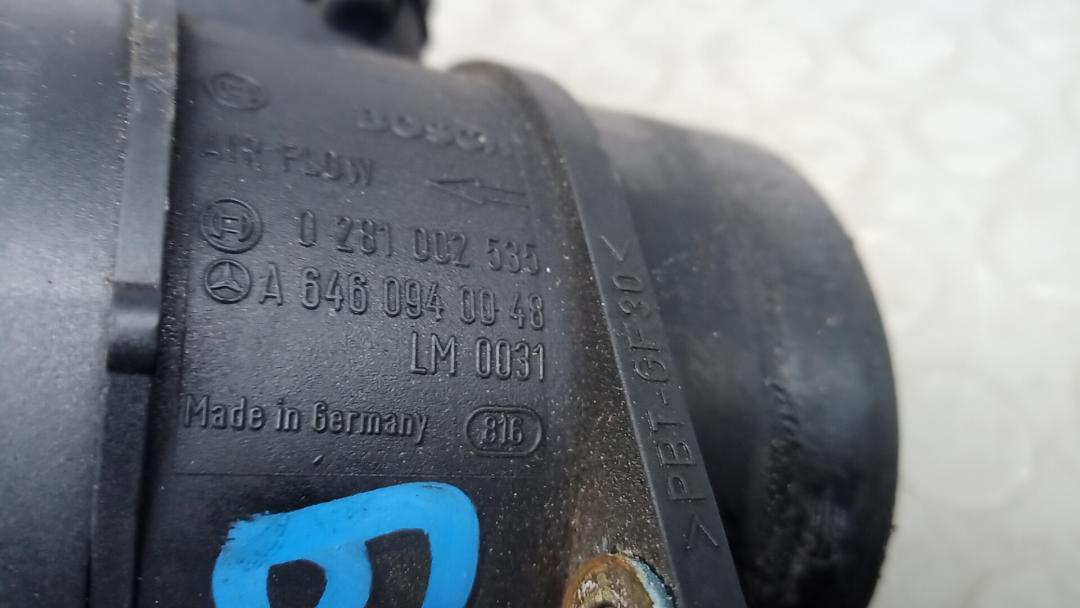 BOSCH
AIR FLOW
0 281 002 535
A 646 094 00 48
LM 0031
Made in Germany 816
>PBT-GF30<